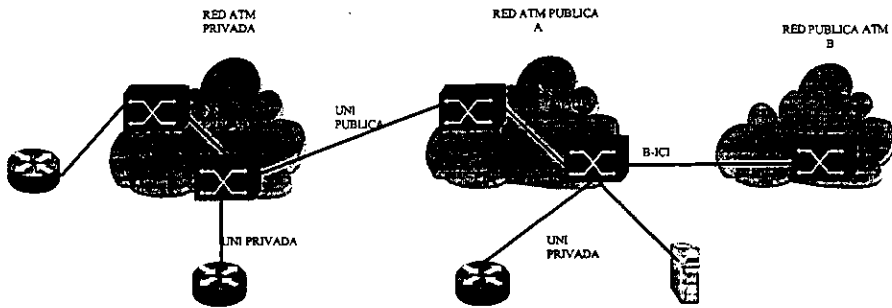 RED ATM
PRIVADA
RED ATM PUBLICA
A
RED PUBLICA ATM
B
UNI
PUBLICA
B-ICI
UNI PRIVADA
UNI
PRIVADA